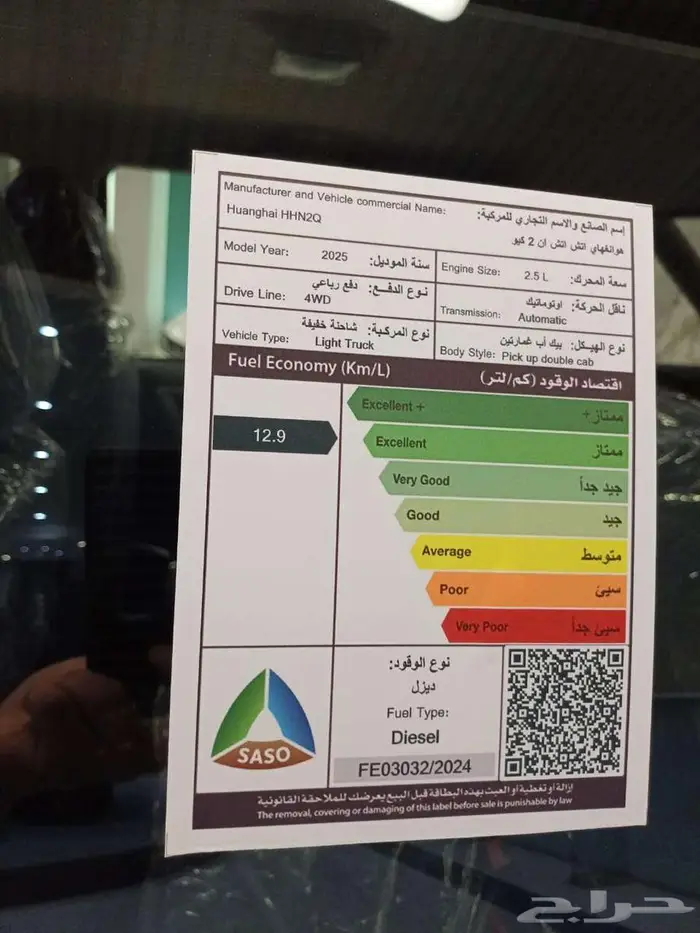 Manufacturer and Vehicle commercial Name:
إسم الصانع والاسم التجاري للمركبة:
Huanghai HHN2Q
هوانغهاي اتش اتش ان 2 كيو
Model Year: 2025 سنة الموديل:
Engine Size: 2.5 L سعة المحرك:
Drive Line: 4WD دفع رباعي نوع الدفـــع:
Transmission: Automatic اوتوماتيك ناقل الحركة:
Vehicle Type: Light Truck شاحنة خفيفة نوع المركبة:
Body Style: Pick up double cab بيك أب غمارتين نوع الهيـكل:
Fuel Economy (Km/L) اقتصاد الوقود (كم/لتر)
Excellent + ممتاز+
12.9
Excellent ممتاز
Very Good جيد جداً
Good جيد
Average متوسط
Poor سيئ
Very Poor سيئ جداً
نوع الوقود:
ديزل
Fuel Type:
Diesel
SASO
FE03032/2024
إزالة أو تغطية أو العبث بهذه البطاقة قبل البيع يعرضك للملاحقة القانونية
The removal, covering or damaging of this label before sale is punishable by law
حراج